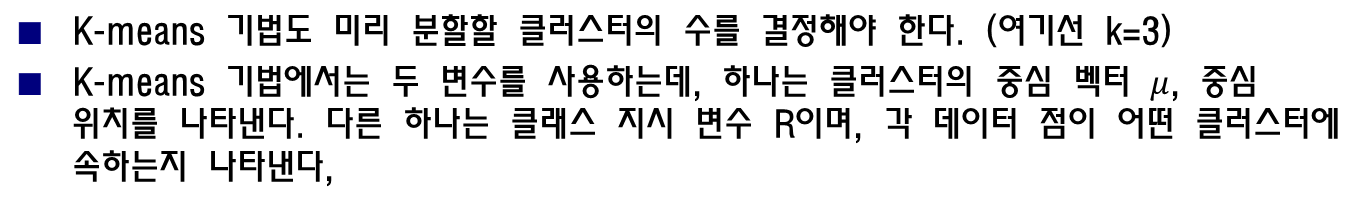 ■ K-means 기법도 미리 분할할 클러스터의 수를 결정해야 한다. (여기선 k=3)
■ K-means 기법에서는 두 변수를 사용하는데, 하나는 클러스터의 중심 벡터 μ, 중심
위치를 나타낸다. 다른 하나는 클래스 지시 변수 R이며, 각 데이터 점이 어떤 클러스터에
속하는지 나타낸다,